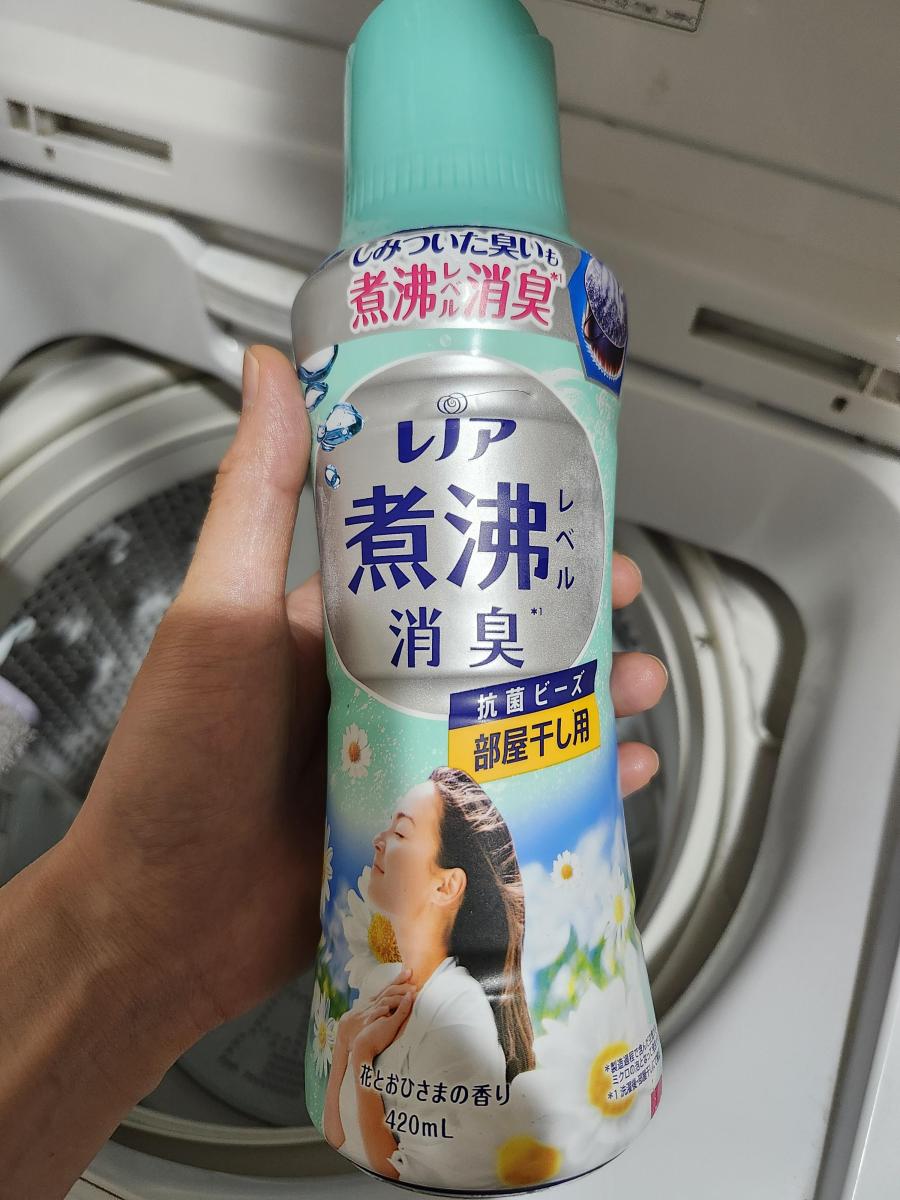 しみついた臭いも
煮沸レベル消臭*1
レノア
煮沸レベル
消臭*1
抗菌ビーズ
部屋干し用
花とおひさまの香り
420mL